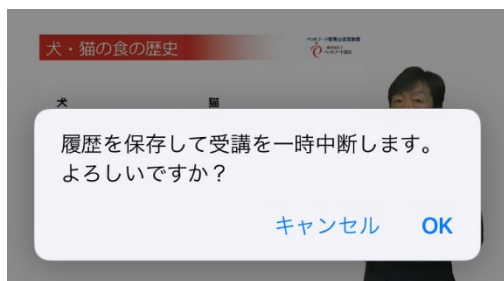 犬・猫の食の歴史
犬
猫
履歴を保存して受講を一時中断します。
よろしいですか？
キャンセル
OK